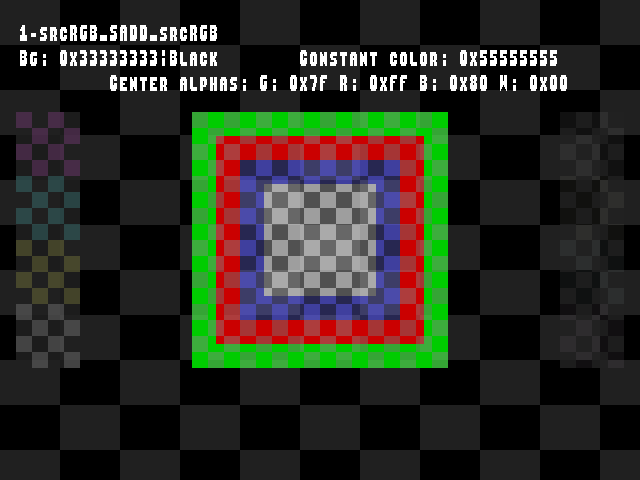 1-srcRGB_SADD_srcRGB
Bg: 0x33333333¦Black Constant color: 0x55555555
Center alphas: G: 0x7F R: 0xFF B: 0x80 W: 0x00